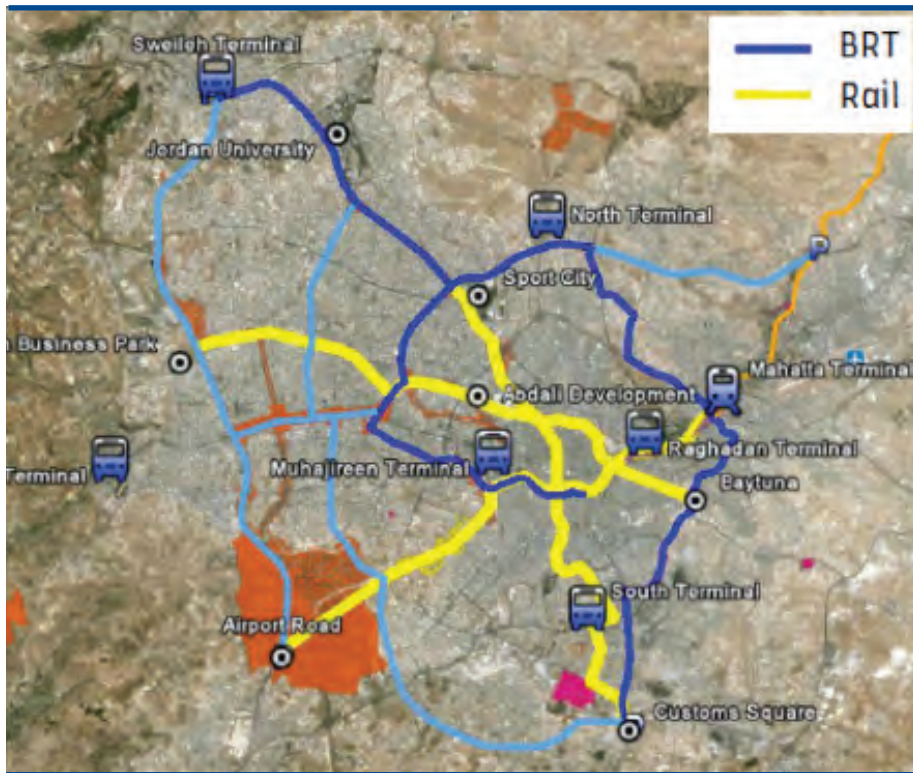 Sweileh Terminal
BRT
Rail
Jordan University
North Terminal
P
Sport City
Business Park
Mahatta Terminal
Abdali Development
Raghadan Terminal
Terminal
Muhajireen Terminal
Baytuna
South Terminal
Airport Road
Customs Square